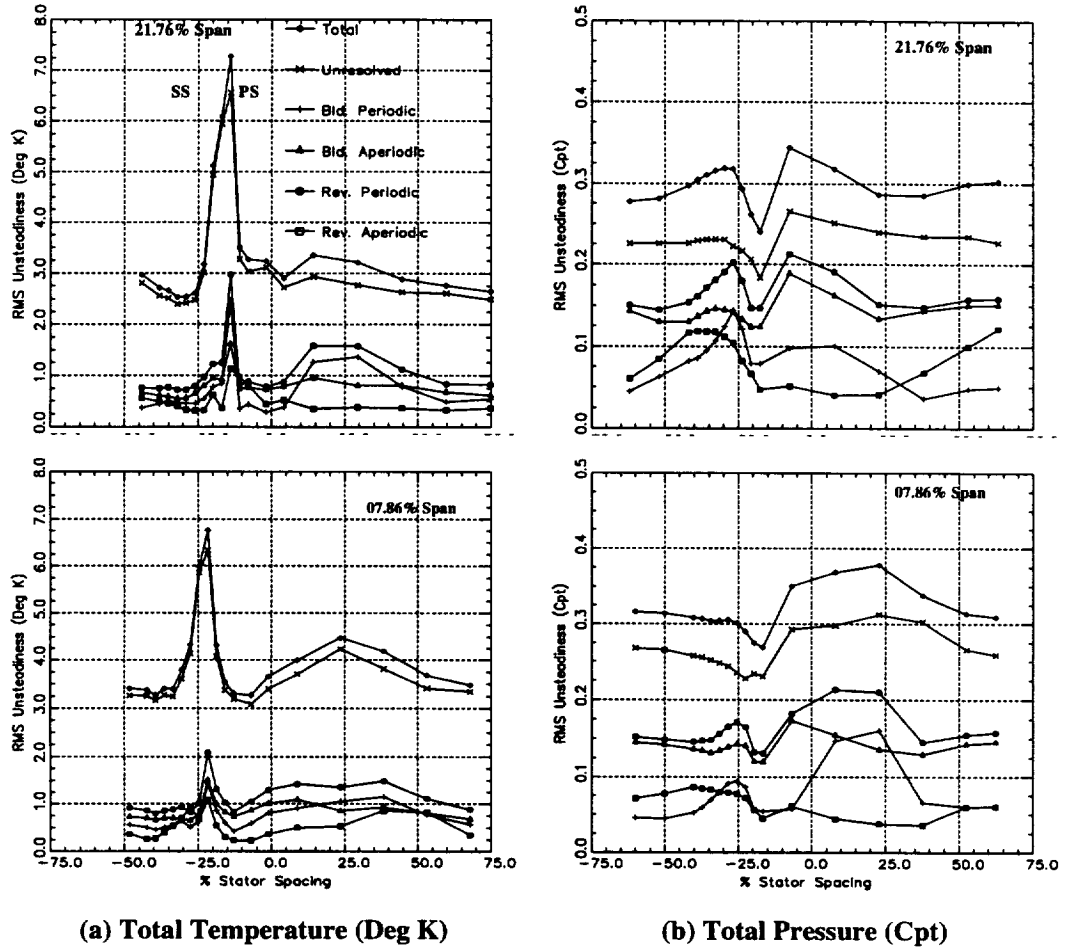 8.0
7.0
6.0
5.0
4.0
3.0
2.0
1.0
0.0
RMS Unsteadiness (Deg K)
21.76% Span
SS
PS
Total
Unresolved
Bld. Periodic
Bld. Aperiodic
Rev. Periodic
Rev. Aperiodic
0.5
0.4
0.3
0.2
0.1
0.0
RMS Unsteadiness (Cpt)
21.76% Span
8.0
7.0
6.0
5.0
4.0
3.0
2.0
1.0
0.0
RMS Unsteadiness (Deg K)
07.86% Span
-75.0 -50.0 -25.0 0.0 25.0 50.0 75.0
% Stator Spacing
0.5
0.4
0.3
0.2
0.1
0.0
RMS Unsteadiness (Cpt)
07.86% Span
-75.0 -50.0 -25.0 0.0 25.0 50.0 75.0
% Stator Spacing
(a) Total Temperature (Deg K)
(b) Total Pressure (Cpt)